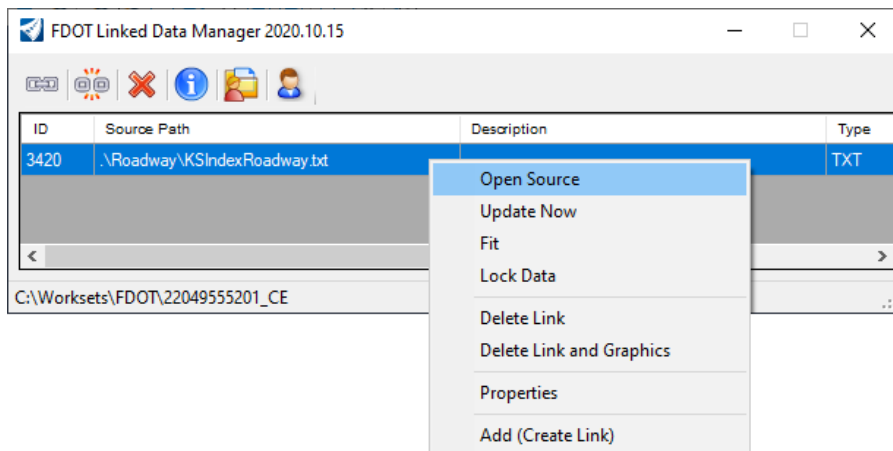 FDOT Linked Data Manager 2020.10.15
ID Source Path Description Type
3420 .\Roadway\KSIndexRoadway.txt TXT
Open Source
Update Now
Fit
Lock Data
C:\Worksets\FDOT\22049555201_CE
Delete Link
Delete Link and Graphics
Properties
Add (Create Link)